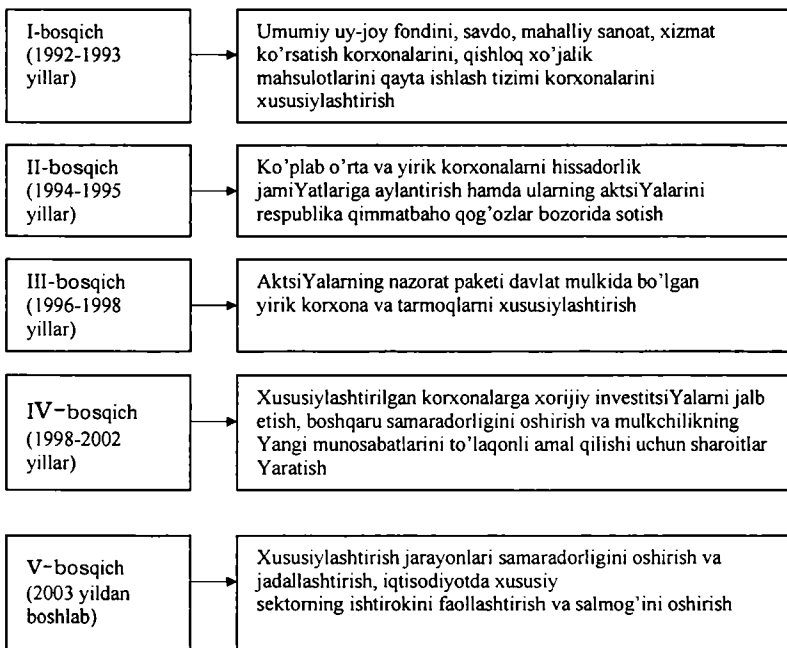 I-bosqich
(1992-1993
yillar)
Umumiy uy-joy fondini, savdo, mahalliy sanoat, xizmat
ko'rsatish korxonalarini, qishloq xo'jalik
mahsulotlarini qayta ishlash tizimi korxonalarini
xususiylashtirish
II-bosqich
(1994-1995
yillar)
Ko'plab o'rta va yirik korxonalarni hissadorlik
jamiYatlariga aylantirish hamda ularning aktsiYalarini
respublika qimmatbaho qog'ozlar bozorida sotish
III-bosqich
(1996-1998
yillar)
AktsiYalarning nazorat paketi davlat mulkida bo'lgan
yirik korxona va tarmoqlarni xususiylashtirish
IV-bosqich
(1998-2002
yillar)
Xususiylashtirilgan korxonalarga xorijiy investitsiYalarni jalb
etish, boshqaru samaradorligini oshirish va mulkchilikning
Yangi munosabatlarini to'laqonli amal qilishi uchun sharoitlar
Yaratish
V-bosqich
(2003 yildan
boshlab)
Xususiylashtirish jarayonlari samaradorligini oshirish va
jadallashtirish, iqtisodiyotda xususiy
sektorning ishtirokini faollashtirish va salmog'ini oshirish